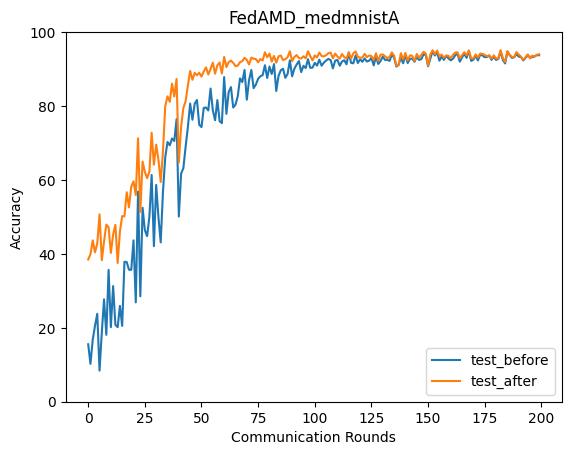 FedAMD_medmnistA
100
80
60
40
20
0
Accuracy
0 25 50 75 100 125 150 175 200
Communication Rounds
test_before
test_after